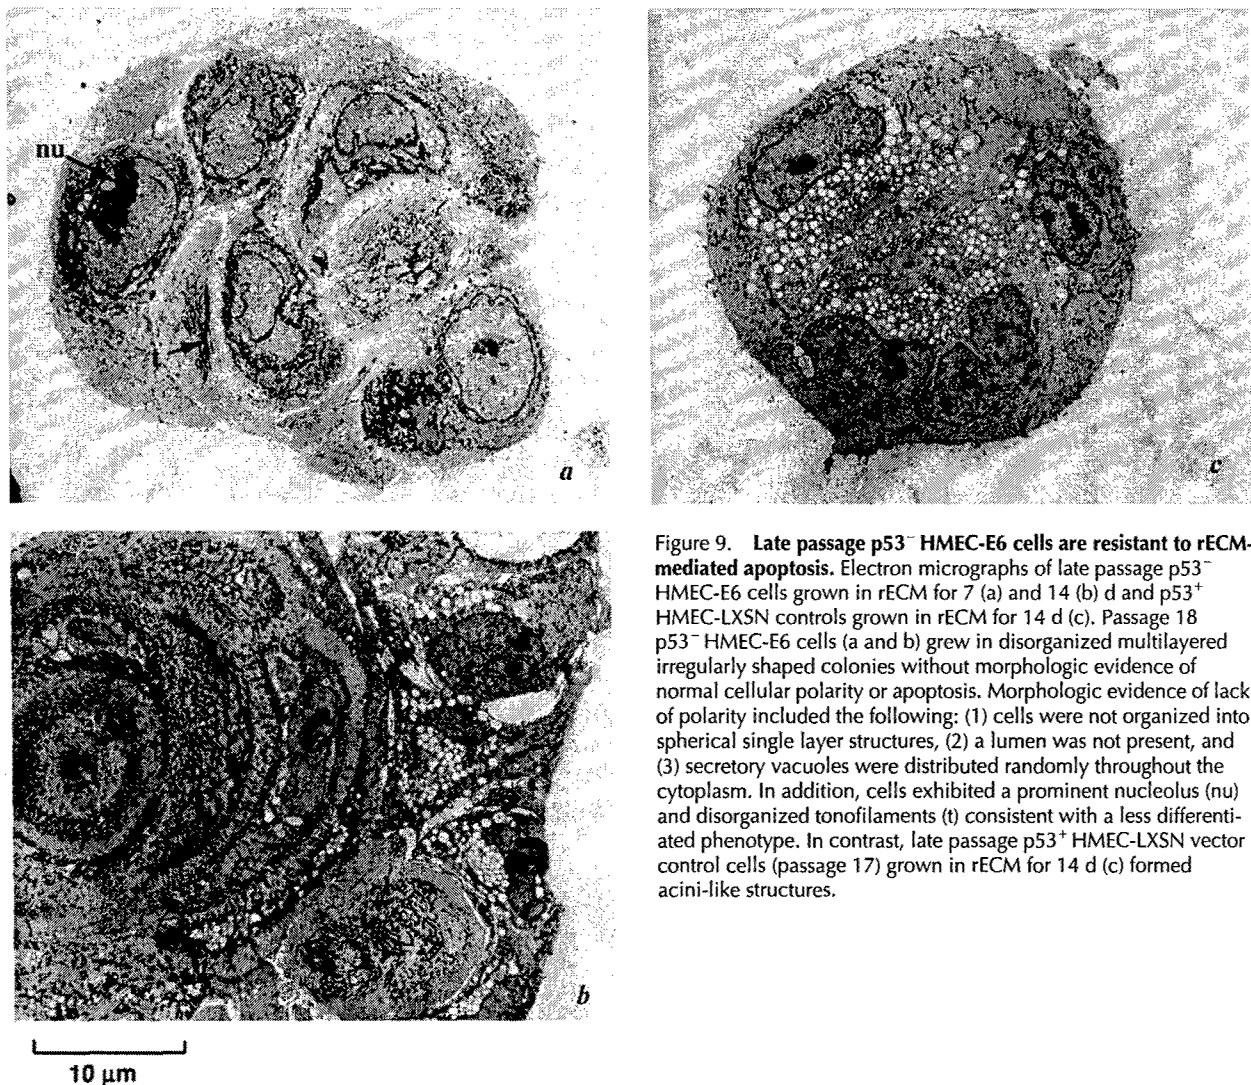 nu
t
a
c
b
10 μm
Figure 9. Late passage p53⁻ HMEC-E6 cells are resistant to rECM-
mediated apoptosis. Electron micrographs of late passage p53⁻
HMEC-E6 cells grown in rECM for 7 (a) and 14 (b) d and p53⁺
HMEC-LXSN controls grown in rECM for 14 d (c). Passage 18
p53⁻ HMEC-E6 cells (a and b) grew in disorganized multilayered
irregularly shaped colonies without morphologic evidence of
normal cellular polarity or apoptosis. Morphologic evidence of lack
of polarity included the following: (1) cells were not organized into
spherical single layer structures, (2) a lumen was not present, and
(3) secretory vacuoles were distributed randomly throughout the
cytoplasm. In addition, cells exhibited a prominent nucleolus (nu)
and disorganized tonofilaments (t) consistent with a less differenti-
ated phenotype. In contrast, late passage p53⁺ HMEC-LXSN vector
control cells (passage 17) grown in rECM for 14 d (c) formed
acini-like structures.